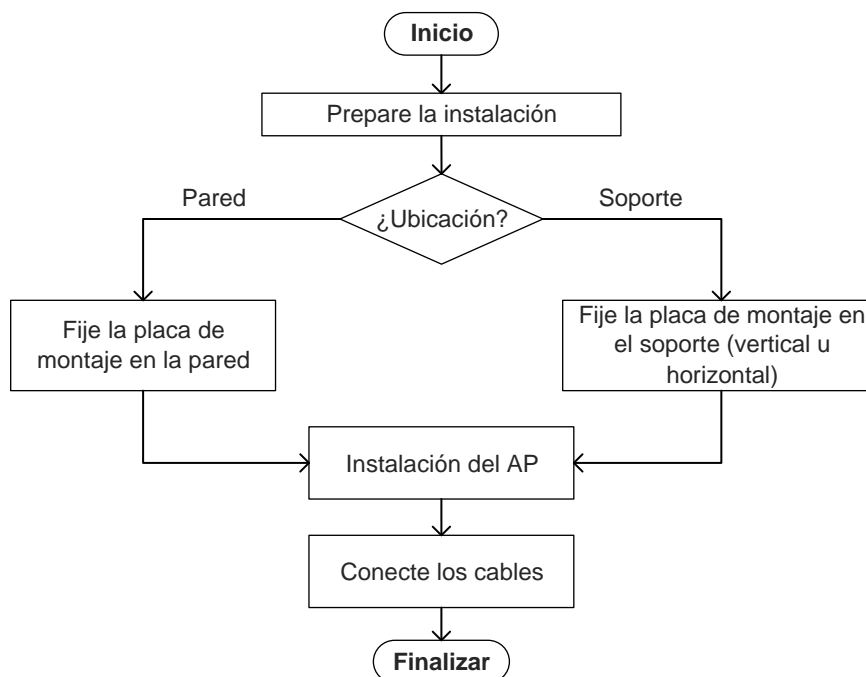 Inicio
Prepare la instalación
Pared
¿Ubicación?
Soporte
Fije la placa de
montaje en la pared
Fije la placa de montaje en
el soporte (vertical u
horizontal)
Instalación del AP
Conecte los cables
Finalizar